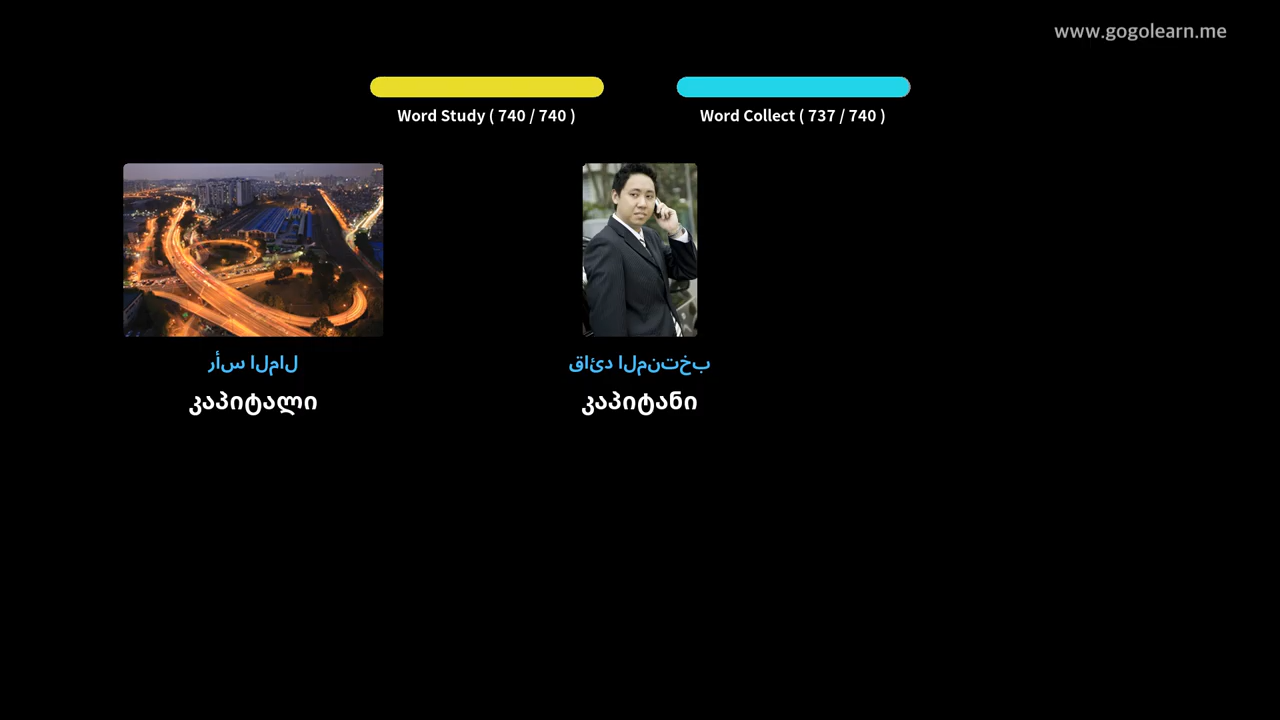 www.gogolearn.me
Word Study ( 740 / 740 )
Word Collect ( 737 / 740 )
رأس المال
კაპიტალი
قائد المنتخب
კაპიტანი